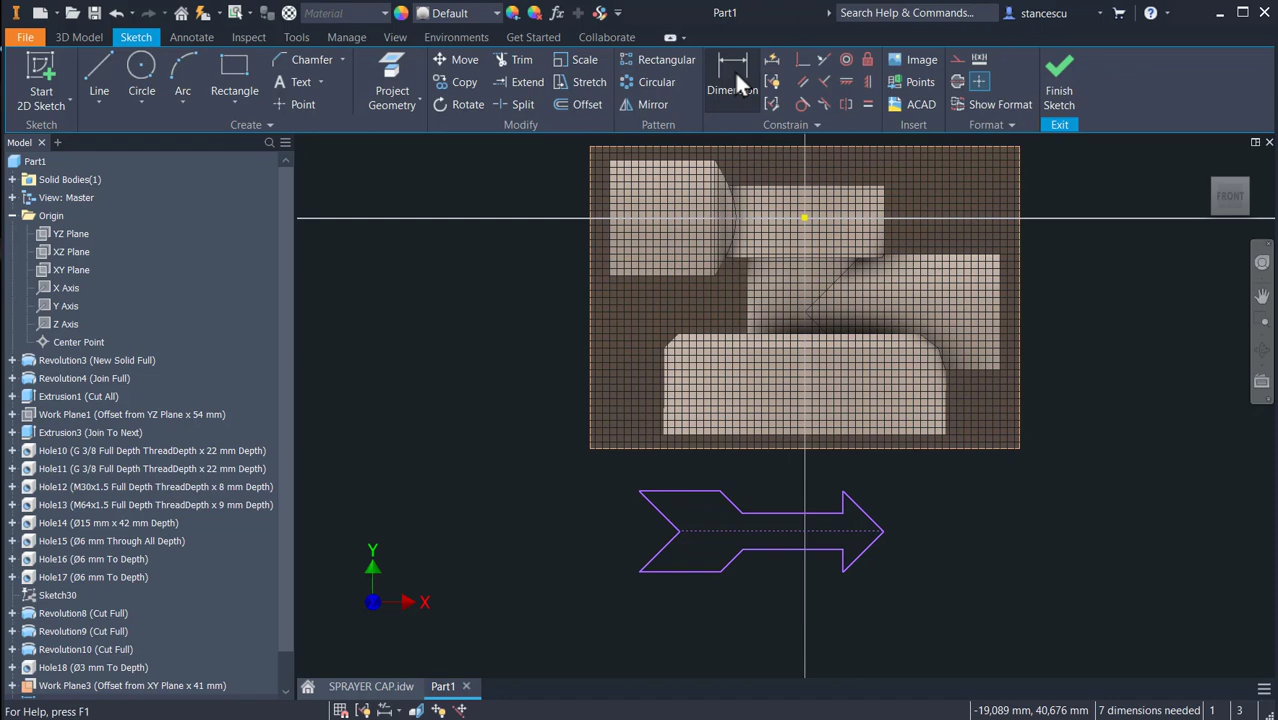 Material
Default
Part1
Search Help & Commands...
stancescu
File
3D Model
Sketch
Annotate
Inspect
Tools
Manage
View
Environments
Get Started
Collaborate
Start
2D Sketch
Line
Circle
Arc
Rectangle
Chamfer
Text
Point
Project
Geometry
Move
Copy
Rotate
Trim
Extend
Split
Scale
Stretch
Offset
Rectangular
Circular
Mirror
Dimension
Image
Points
ACAD
Show Format
Finish
Sketch
Sketch
Create
Modify
Pattern
Constrain
Insert
Format
Exit
Model
Part1
Solid Bodies(1)
View: Master
Origin
YZ Plane
XZ Plane
XY Plane
X Axis
Y Axis
Z Axis
Center Point
Revolution3 (New Solid Full)
Revolution4 (Join Full)
Extrusion1 (Cut All)
Work Plane1 (Offset from YZ Plane x 54 mm)
Extrusion3 (Join To Next)
Hole10 (G 3/8 Full Depth ThreadDepth x 22 mm Depth)
Hole11 (G 3/8 Full Depth ThreadDepth x 22 mm Depth)
Hole12 (M30x1.5 Full Depth ThreadDepth x 8 mm Depth)
Hole13 (M64x1.5 Full Depth ThreadDepth x 9 mm Depth)
Hole14 (Ø15 mm x 42 mm Depth)
Hole15 (Ø6 mm Through All Depth)
Hole16 (Ø6 mm To Depth)
Hole17 (Ø6 mm To Depth)
Sketch30
Revolution8 (Cut Full)
Revolution9 (Cut Full)
Revolution10 (Cut Full)
Hole18 (Ø3 mm To Depth)
Work Plane3 (Offset from XY Plane x 41 mm)
FRONT
Y
X
SPRAYER CAP.idw
Part1
For Help, press F1
-19,089 mm, 40,676 mm
7 dimensions needed
1
3